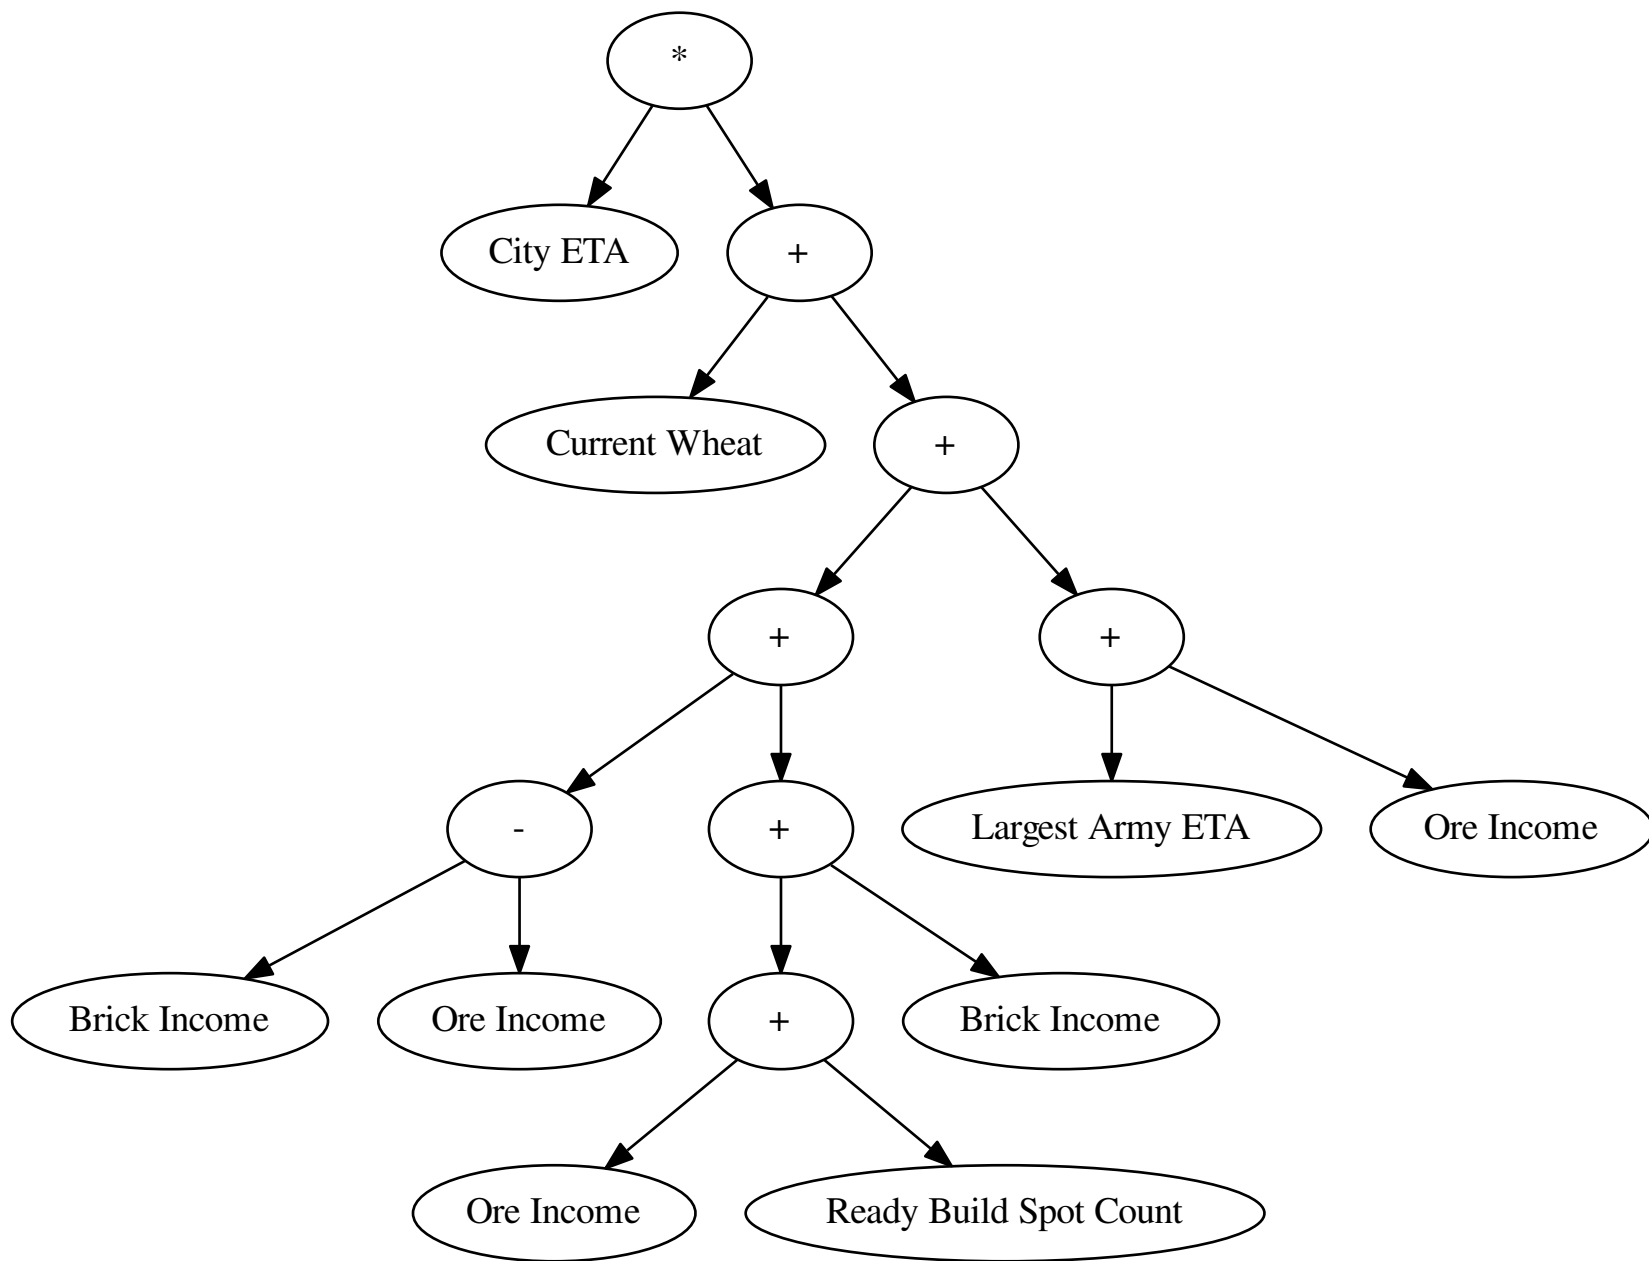 *
City ETA
+
Current Wheat
+
+
+
-
+
Largest Army ETA
Ore Income
Brick Income
Ore Income
+
Brick Income
Ore Income
Ready Build Spot Count